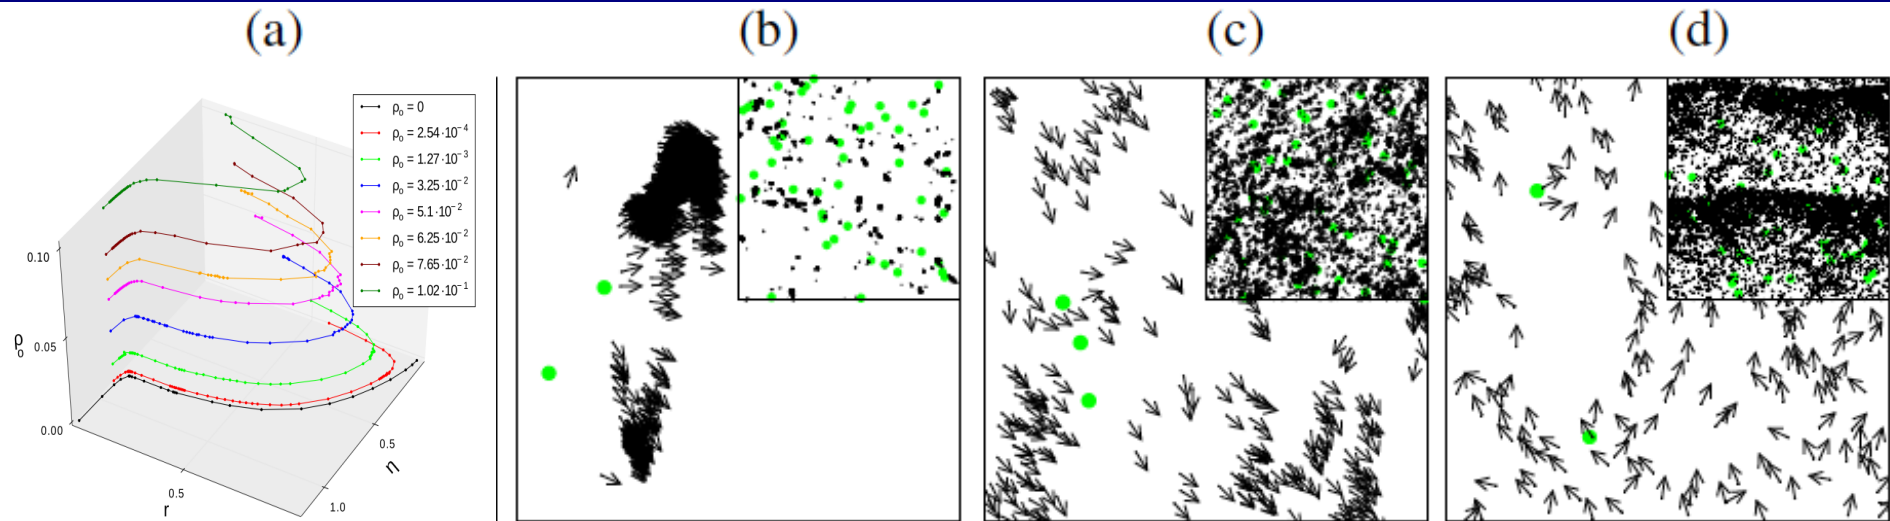 (a)
(b)
(c)
(d)
ρ₀ = 0
ρ₀ = 2.54·10⁻⁴
ρ₀ = 1.27·10⁻³
ρ₀ = 3.25·10⁻²
ρ₀ = 5.1·10⁻²
ρ₀ = 6.25·10⁻²
ρ₀ = 7.65·10⁻²
ρ₀ = 1.02·10⁻¹
0.10
0.05
0.00
ρ₀
0.5
r
0.5
1.0
η